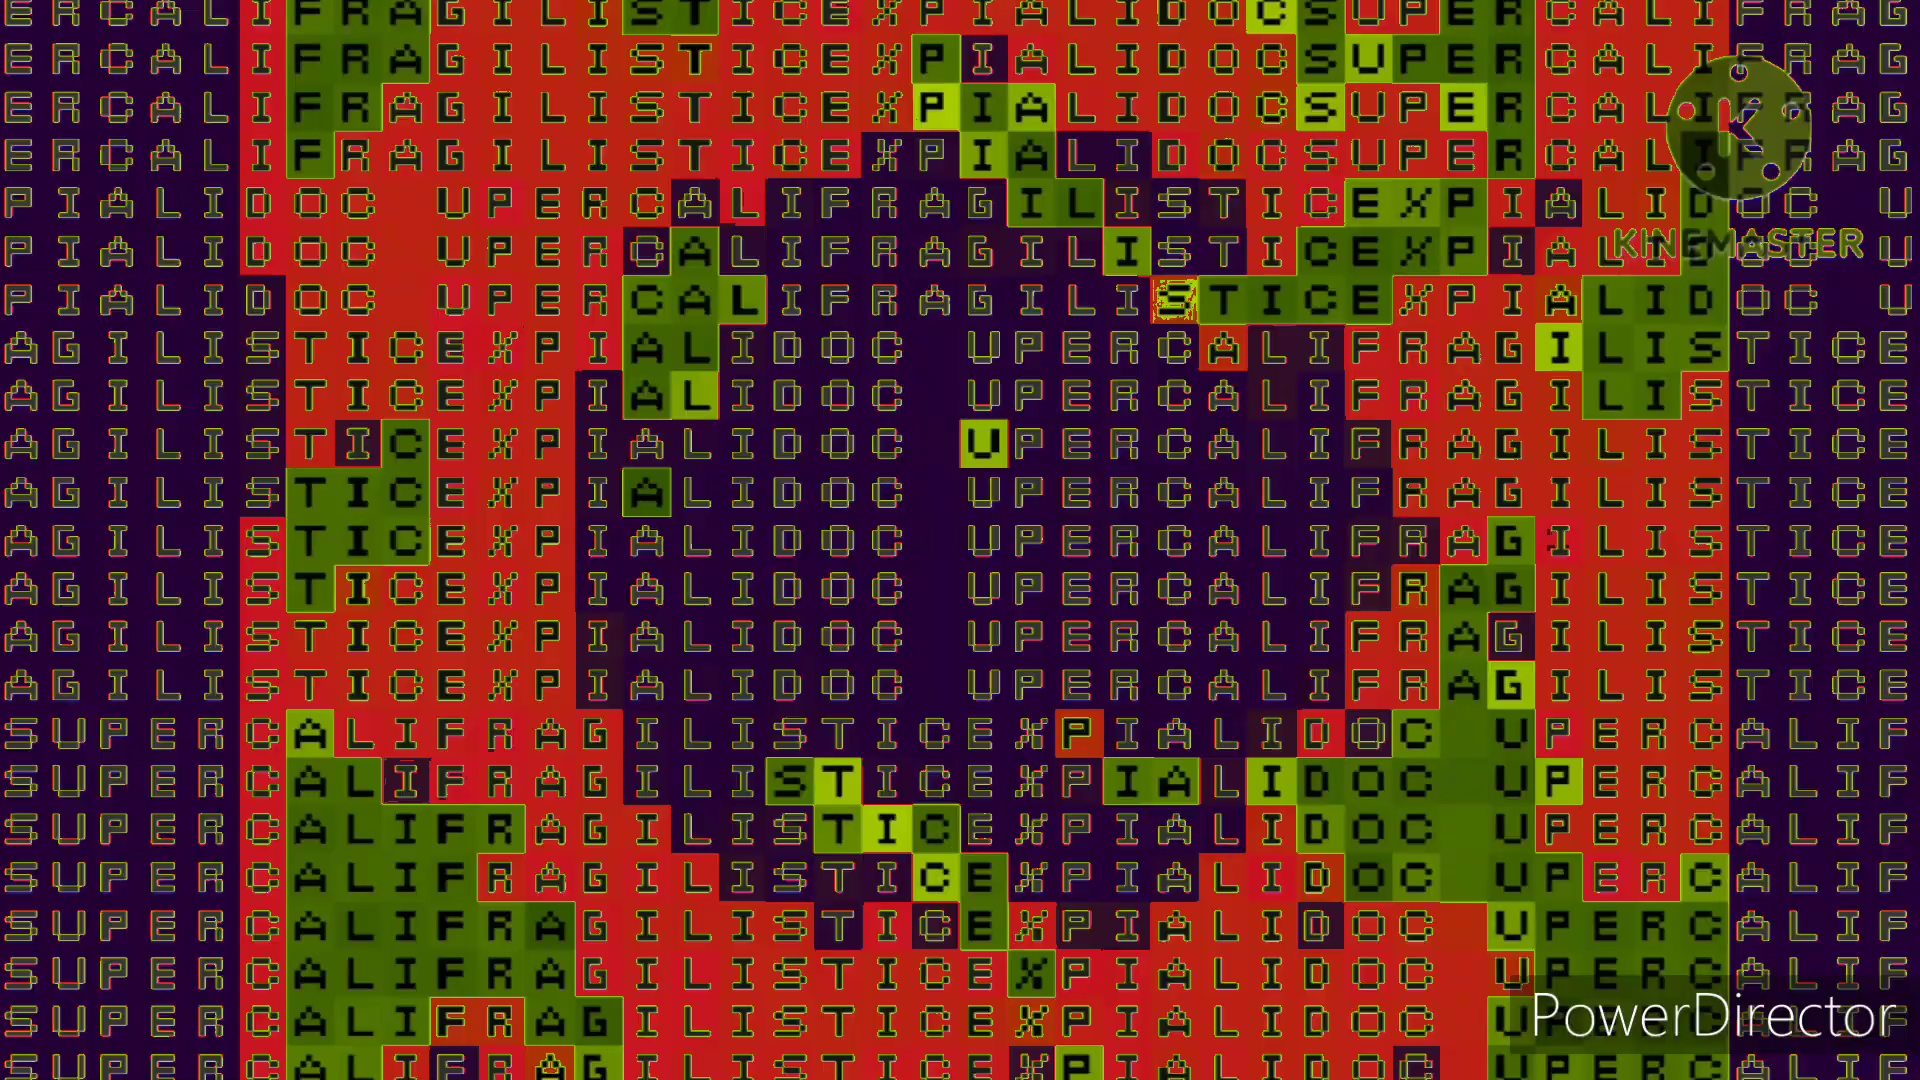 ERCALIFRAGILISTICEXPIALIDOCSUPERCALIFRAG
ERCALIFRAGILISTICEXPIALIDOCSUPERCALIFRAG
ERCALIFRAGILISTICEXPIALIDOCSUPERCALIFRAG
ERCALIFRAGILISTICEXPIALIDOCSUPERCALIFRAG
PIALIDOC UPERCALIFRAGILISTICEXPIALIDOC U
PIALIDOC UPERCALIFRAGILISTICEXPIALIDOC U
KINEMASTER
PIALIDOC UPERCALIFRAGILISTICEXPIALIDOC U
AGILISTICEXPIALIDOC UPERCALIFRAGILISTICE
AGILISTICEXPIALIDOC UPERCALIFRAGILISTICE
AGILISTICEXPIALIDOC UPERCALIFRAGILISTICE
AGILISTICEXPIALIDOC UPERCALIFRAGILISTICE
AGILISTICEXPIALIDOC UPERCALIFRAGILISTICE
AGILISTICEXPIALIDOC UPERCALIFRAGILISTICE
AGILISTICEXPIALIDOC UPERCALIFRAGILISTICE
AGILISTICEXPIALIDOC UPERCALIFRAGILISTICE
SUPERCALIFRAGILISTICEXPIALIDOC UPERCALIF
SUPERCALIFRAGILISTICEXPIALIDOC UPERCALIF
SUPERCALIFRAGILISTICEXPIALIDOC UPERCALIF
SUPERCALIFRAGILISTICEXPIALIDOC UPERCALIF
SUPERCALIFRAGILISTICEXPIALIDOC UPERCALIF
SUPERCALIFRAGILISTICEXPIALIDOC UPERCALIF
SUPERCALIFRAGILISTICEXPIALIDOC UPERCALIF
PowerDirector
SUPERCALIFRAGILISTICEXPIALIDOC UPERCALIF